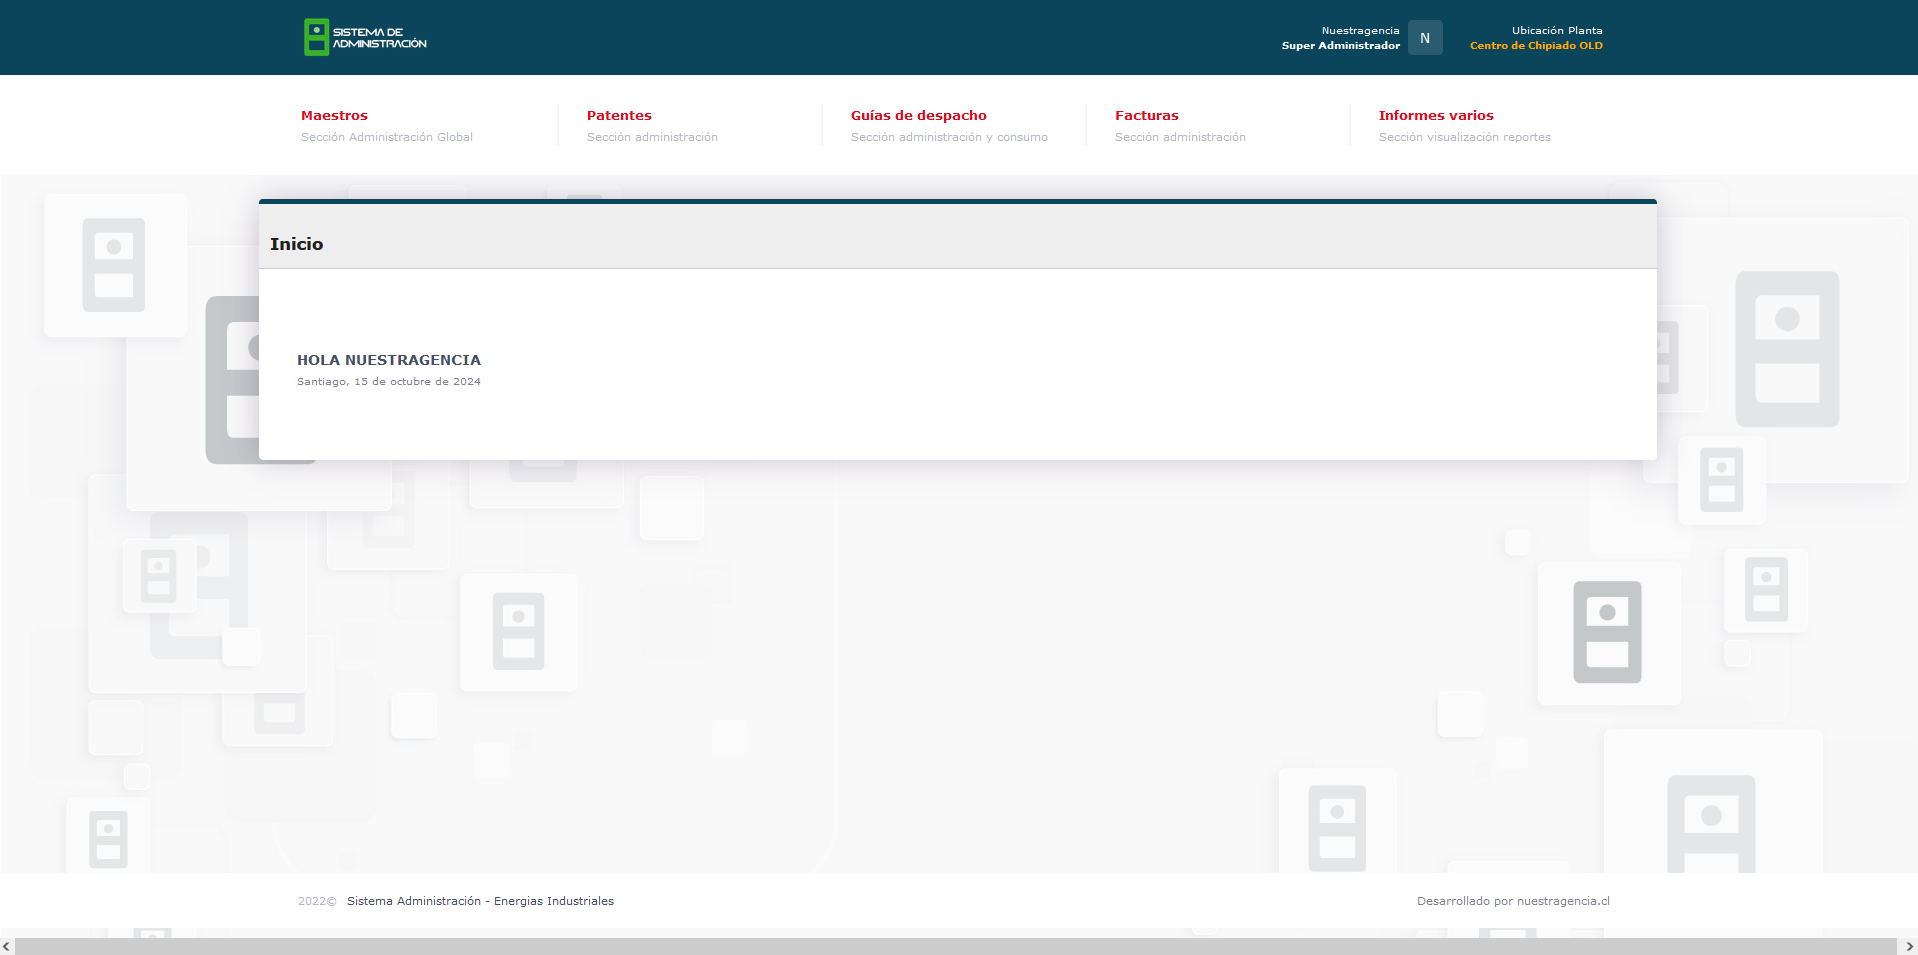 SISTEMA DE
ADMINISTRACIÓN
Nuestragencia
Super Administrador
N
Ubicación Planta
Centro de Chipiado OLD
Maestros
Sección Administración Global
Patentes
Sección administración
Guías de despacho
Sección administración y consumo
Facturas
Sección administración
Informes varios
Sección visualización reportes
Inicio
HOLA NUESTRAGENCIA
Santiago, 15 de octubre de 2024
2022© Sistema Administración - Energias Industriales
Desarrollado por nuestragencia.cl